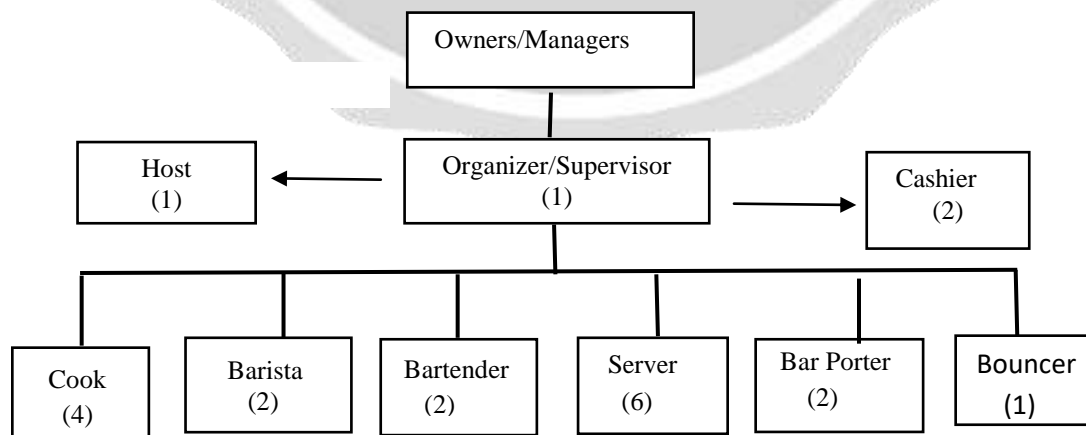 Owners/Managers
Host
(1)
Organizer/Supervisor
(1)
Cashier
(2)
Cook
(4)
Barista
(2)
Bartender
(2)
Server
(6)
Bar Porter
(2)
Bouncer
(1)